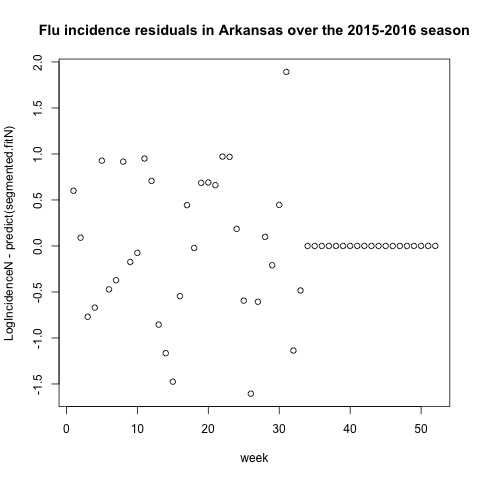 Flu incidence residuals in Arkansas over the 2015-2016 season
LogIncidenceN - predict(segmented.fitN)
2.0
1.5
1.0
0.5
0.0
-0.5
-1.0
-1.5
0 10 20 30 40 50
week